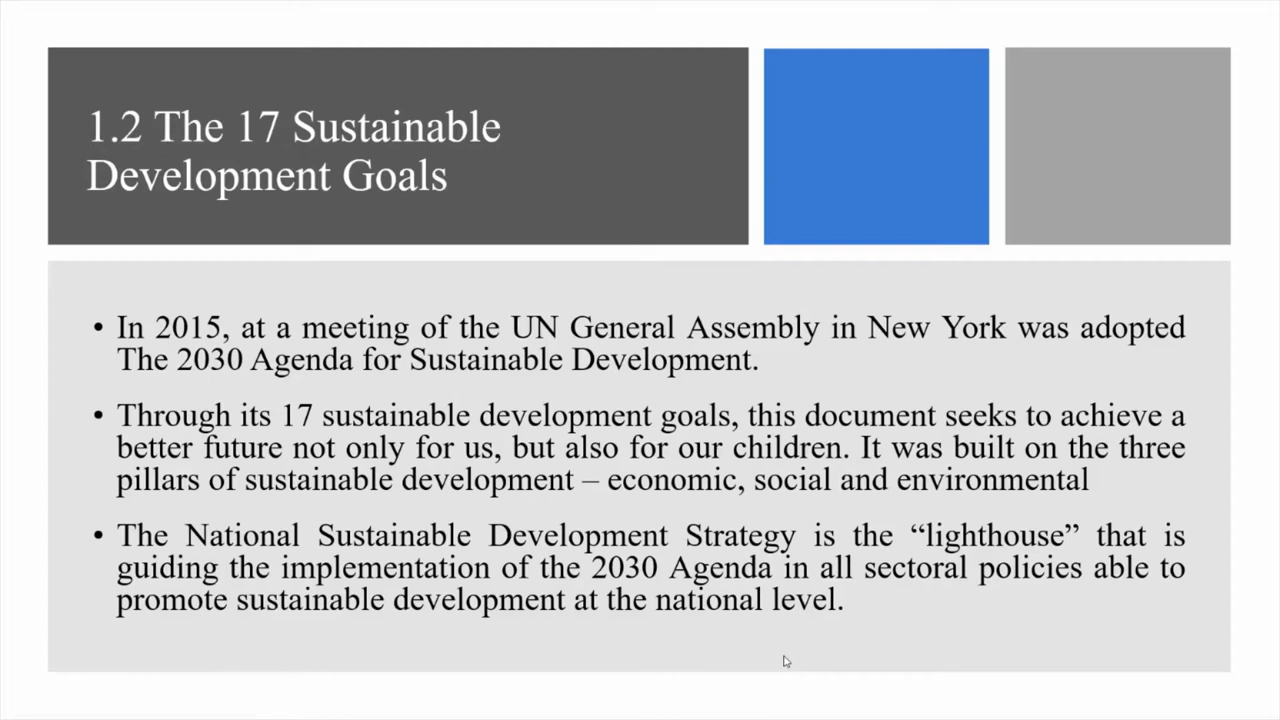 1.2 The 17 Sustainable
Development Goals
• In 2015, at a meeting of the UN General Assembly in New York was adopted
The 2030 Agenda for Sustainable Development.
• Through its 17 sustainable development goals, this document seeks to achieve a
better future not only for us, but also for our children. It was built on the three
pillars of sustainable development – economic, social and environmental
• The National Sustainable Development Strategy is the “lighthouse” that is
guiding the implementation of the 2030 Agenda in all sectoral policies able to
promote sustainable development at the national level.